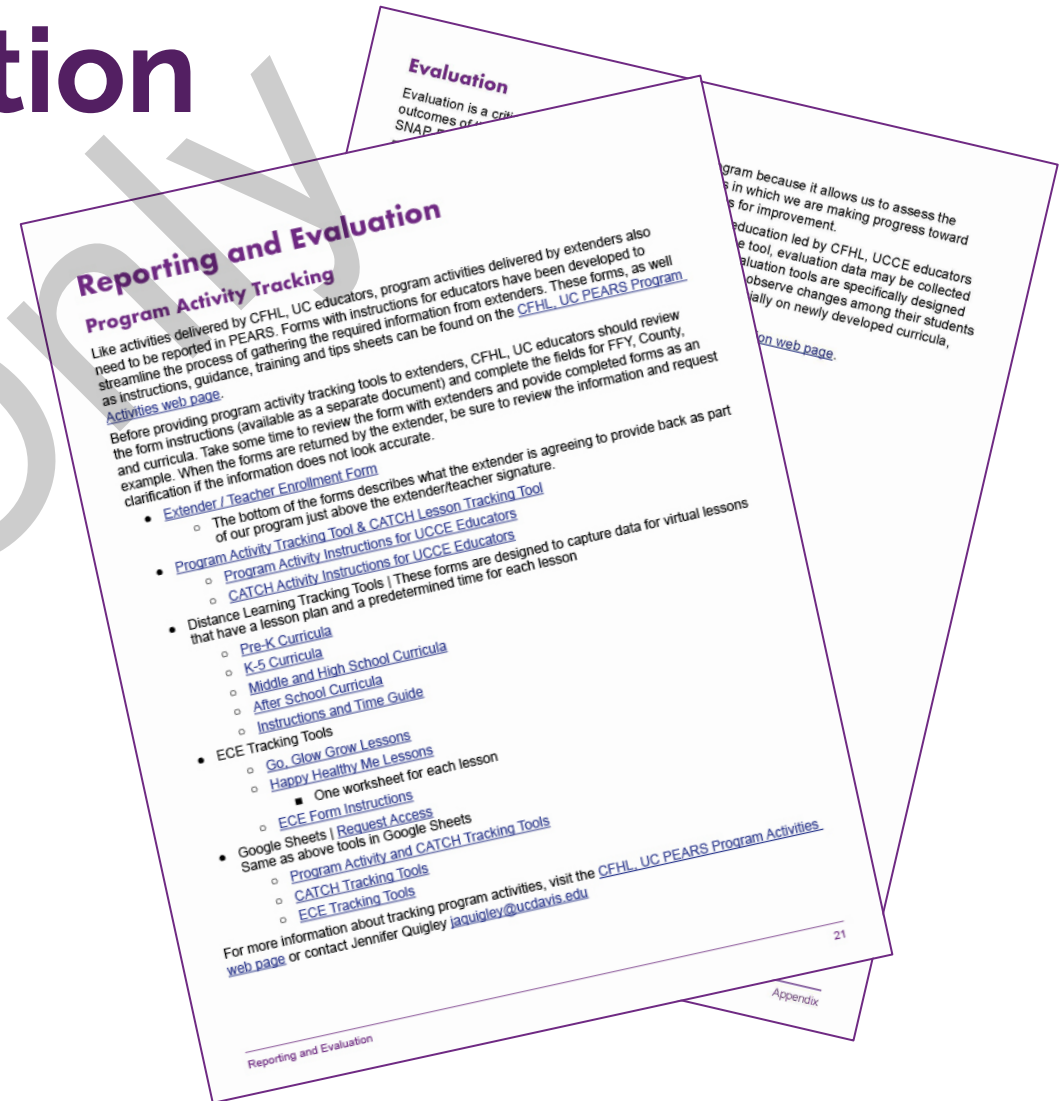 tion
only
Evaluation
Evaluation is a
outcomes of
SNAP
gram because it allows us to assess the
in which we are making progress toward
s for improvement.
education led by CFHL, UCCE educators
e tool, evaluation data may be collected
aluation tools are specifically designed
observe changes among their students
ially on newly developed curricula,
on web page.
Appendix
Reporting and Evaluation
Program Activity Tracking
Like activities delivered by CFHL, UC educators, program activities delivered by extenders also
need to be reported in PEARS. Forms with instructions for educators have been developed to
streamline the process of gathering the required information from extenders. These forms, as well
as instructions, guidance, training and tips sheets can be found on the CFHL, UC PEARS Program
Activities web page.
Before providing program activity tracking tools to extenders, CFHL, UC educators should review
the form instructions (available as a separate document) and complete the fields for FFY, County,
and curricula. Take some time to review the form with extenders and povide completed forms as an
example. When the forms are returned by the extender, be sure to review the information and request
clarification if the information does not look accurate.
• Extender / Teacher Enrollment Form
○ The bottom of the forms describes what the extender is agreeing to provide back as part
of our program just above the extender/teacher signature.
• Program Activity Tracking Tool & CATCH Lesson Tracking Tool
○ Program Activity Instructions for UCCE Educators
○ CATCH Activity Instructions for UCCE Educators
• Distance Learning Tracking Tools | These forms are designed to capture data for virtual lessons
that have a lesson plan and a predetermined time for each lesson
○ Pre-K Curricula
○ K-5 Curricula
○ Middle and High School Curricula
○ After School Curricula
○ Instructions and Time Guide
• ECE Tracking Tools
○ Go, Glow Grow Lessons
○ Happy Healthy Me Lessons
■ One worksheet for each lesson
○ ECE Form Instructions
• Google Sheets | Request Access
Same as above tools in Google Sheets
○ Program Activity and CATCH Tracking Tools
○ CATCH Tracking Tools
○ ECE Tracking Tools
For more information about tracking program activities, visit the CFHL, UC PEARS Program Activities
web page or contact Jennifer Quigley jaquigley@ucdavis.edu
21
Reporting and Evaluation